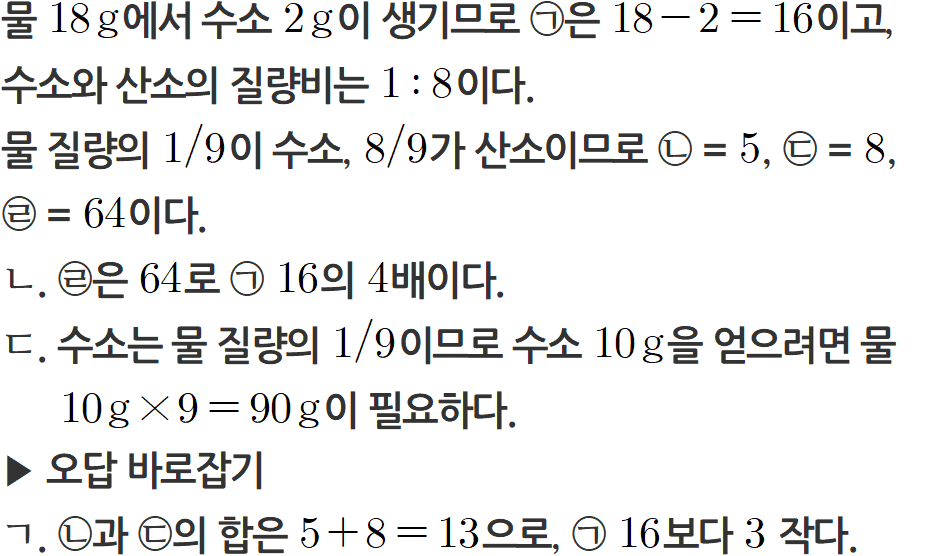 물 18 g에서 수소 2 g이 생기므로 ㉠은 18－2＝16이고,
수소와 산소의 질량비는 1 : 8이다.
물 질량의 1/9이 수소, 8/9가 산소이므로 ㉡ = 5, ㉢ = 8,
㉣ = 64이다.
ㄴ. ㉣은 64로 ㉠ 16의 4배이다.
ㄷ. 수소는 물 질량의 1/9이므로 수소 10 g을 얻으려면 물
10 g×9＝90 g이 필요하다.
▶ 오답 바로잡기
ㄱ. ㉡과 ㉢의 합은 5＋8＝13으로, ㉠ 16보다 3 작다.